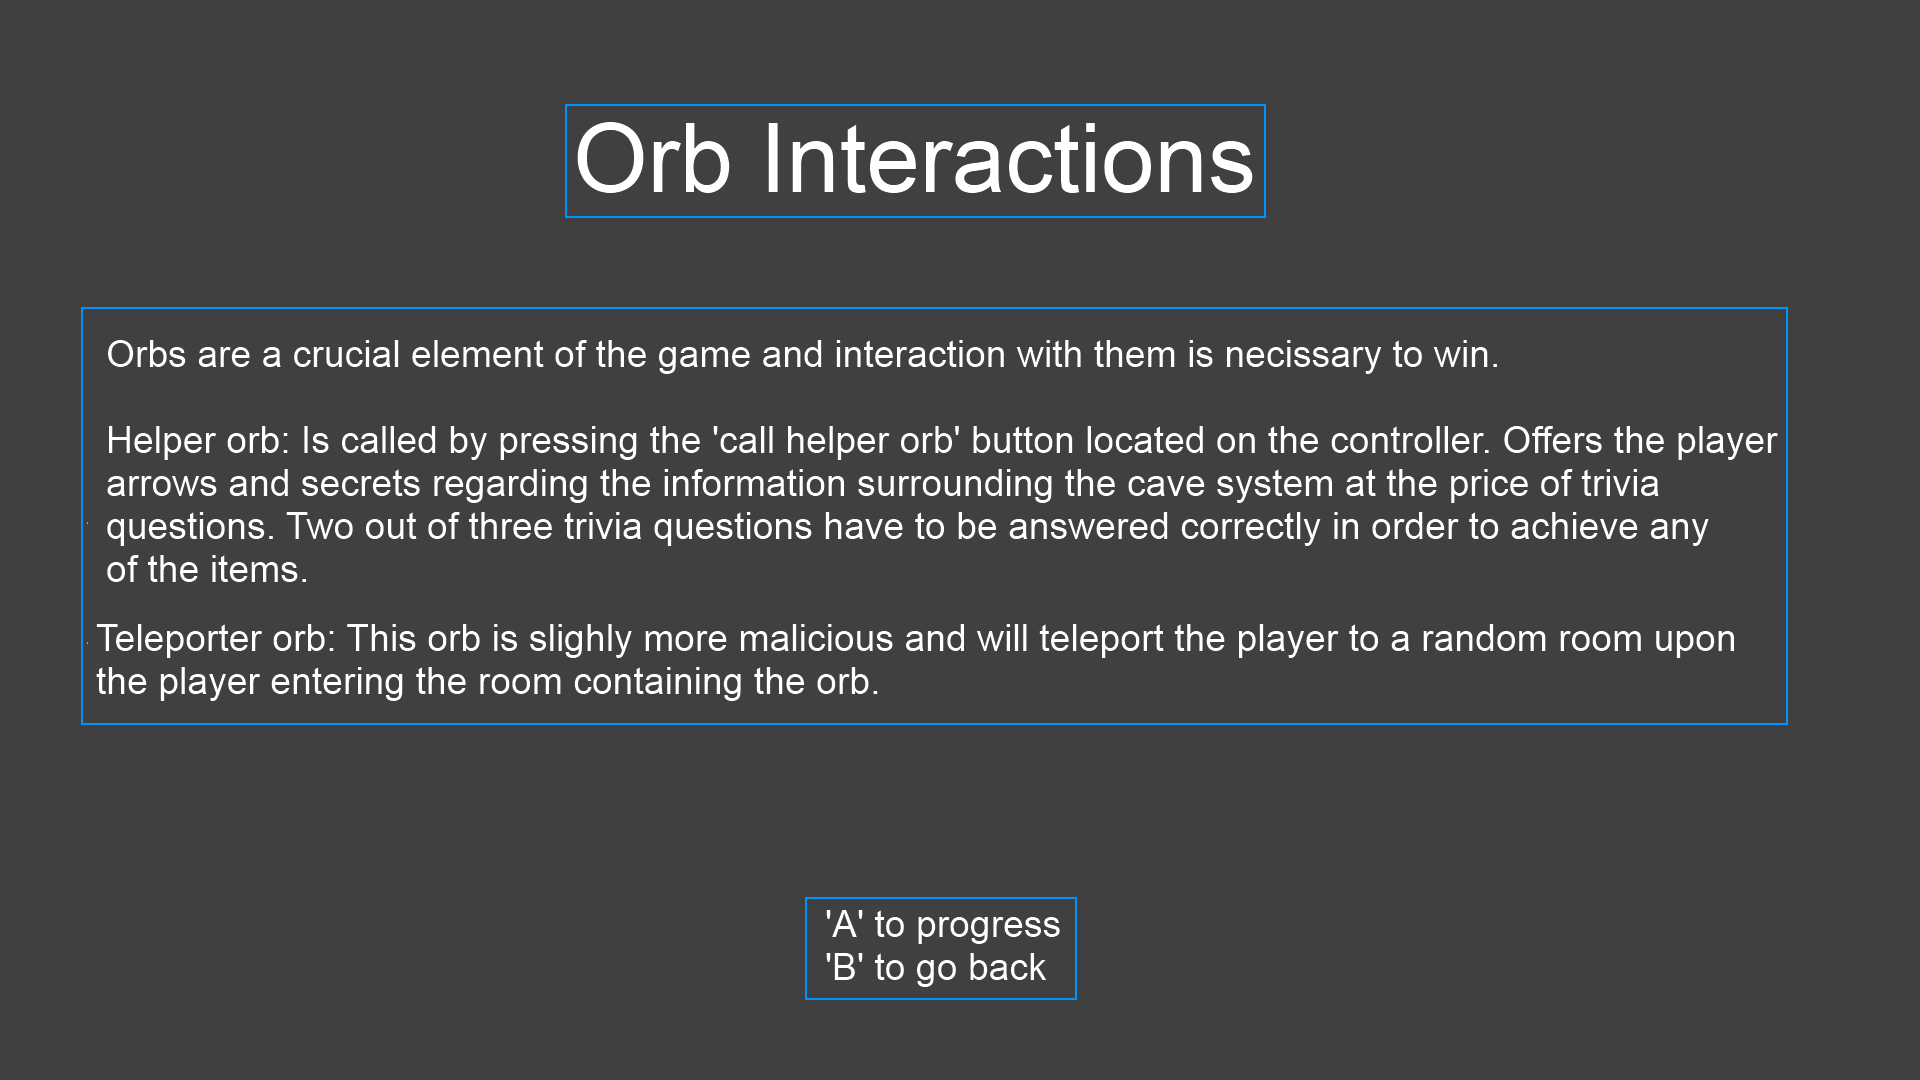 Orb Interactions
Orbs are a crucial element of the game and interaction with them is necissary to win.
Helper orb: Is called by pressing the 'call helper orb' button located on the controller. Offers the player
arrows and secrets regarding the information surrounding the cave system at the price of trivia
questions. Two out of three trivia questions have to be answered correctly in order to achieve any
of the items.
Teleporter orb: This orb is slighly more malicious and will teleport the player to a random room upon
the player entering the room containing the orb.
'A' to progress
'B' to go back